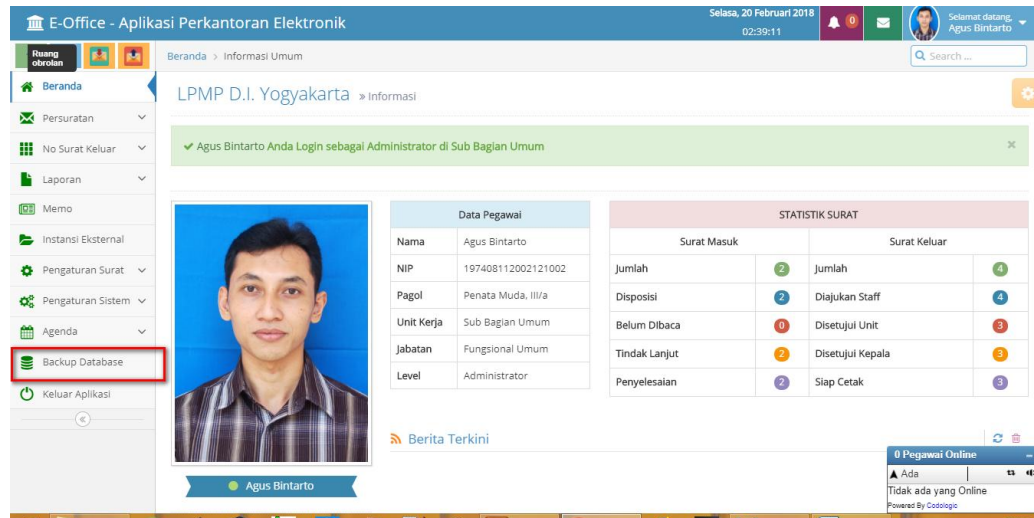 E-Office - Aplikasi Perkantoran Elektronik
Selasa, 20 Februari 2018
02:39:11
0
Selamat datang,
Agus Bintarto
Ruang
obrolan
Beranda > Informasi Umum
Search ...
Beranda
Persuratan
No Surat Keluar
Laporan
Memo
Instansi Eksternal
Pengaturan Surat
Pengaturan Sistem
Agenda
Backup Database
Keluar Aplikasi
LPMP D.I. Yogyakarta » Informasi
Agus Bintarto Anda Login sebagai Administrator di Sub Bagian Umum ×
Agus Bintarto
Data Pegawai
Nama Agus Bintarto
NIP 197408112002121002
Pagol Penata Muda, III/a
Unit Kerja Sub Bagian Umum
Jabatan Fungsional Umum
Level Administrator
STATISTIK SURAT
Surat Masuk Surat Keluar
Jumlah 2 Jumlah 4
Disposisi 2 Diajukan Staff 4
Belum DIbaca 0 Disetujui Unit 3
Tindak Lanjut 2 Disetujui Kepala 3
Penyelesaian 2 Siap Cetak 3
Berita Terkini
0 Pegawai Online
Ada
Tidak ada yang Online
Powered By Codologic